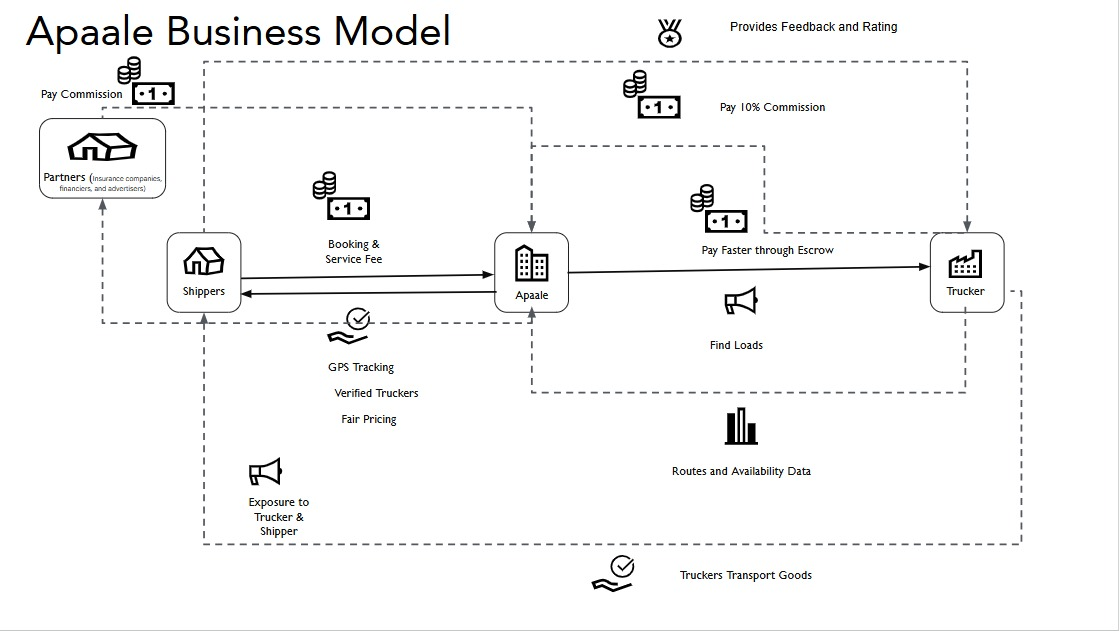 Apaale Business Model
Provides Feedback and Rating
Pay Commission
1
1
Pay 10% Commission
Partners (Insurance companies,
financiers, and advertisers)
1
1
Booking &
Service Fee
Pay Faster through Escrow
Shippers
Apaale
Trucker
Find Loads
GPS Tracking
Verified Truckers
Fair Pricing
Routes and Availability Data
Exposure to
Trucker &
Shipper
Truckers Transport Goods